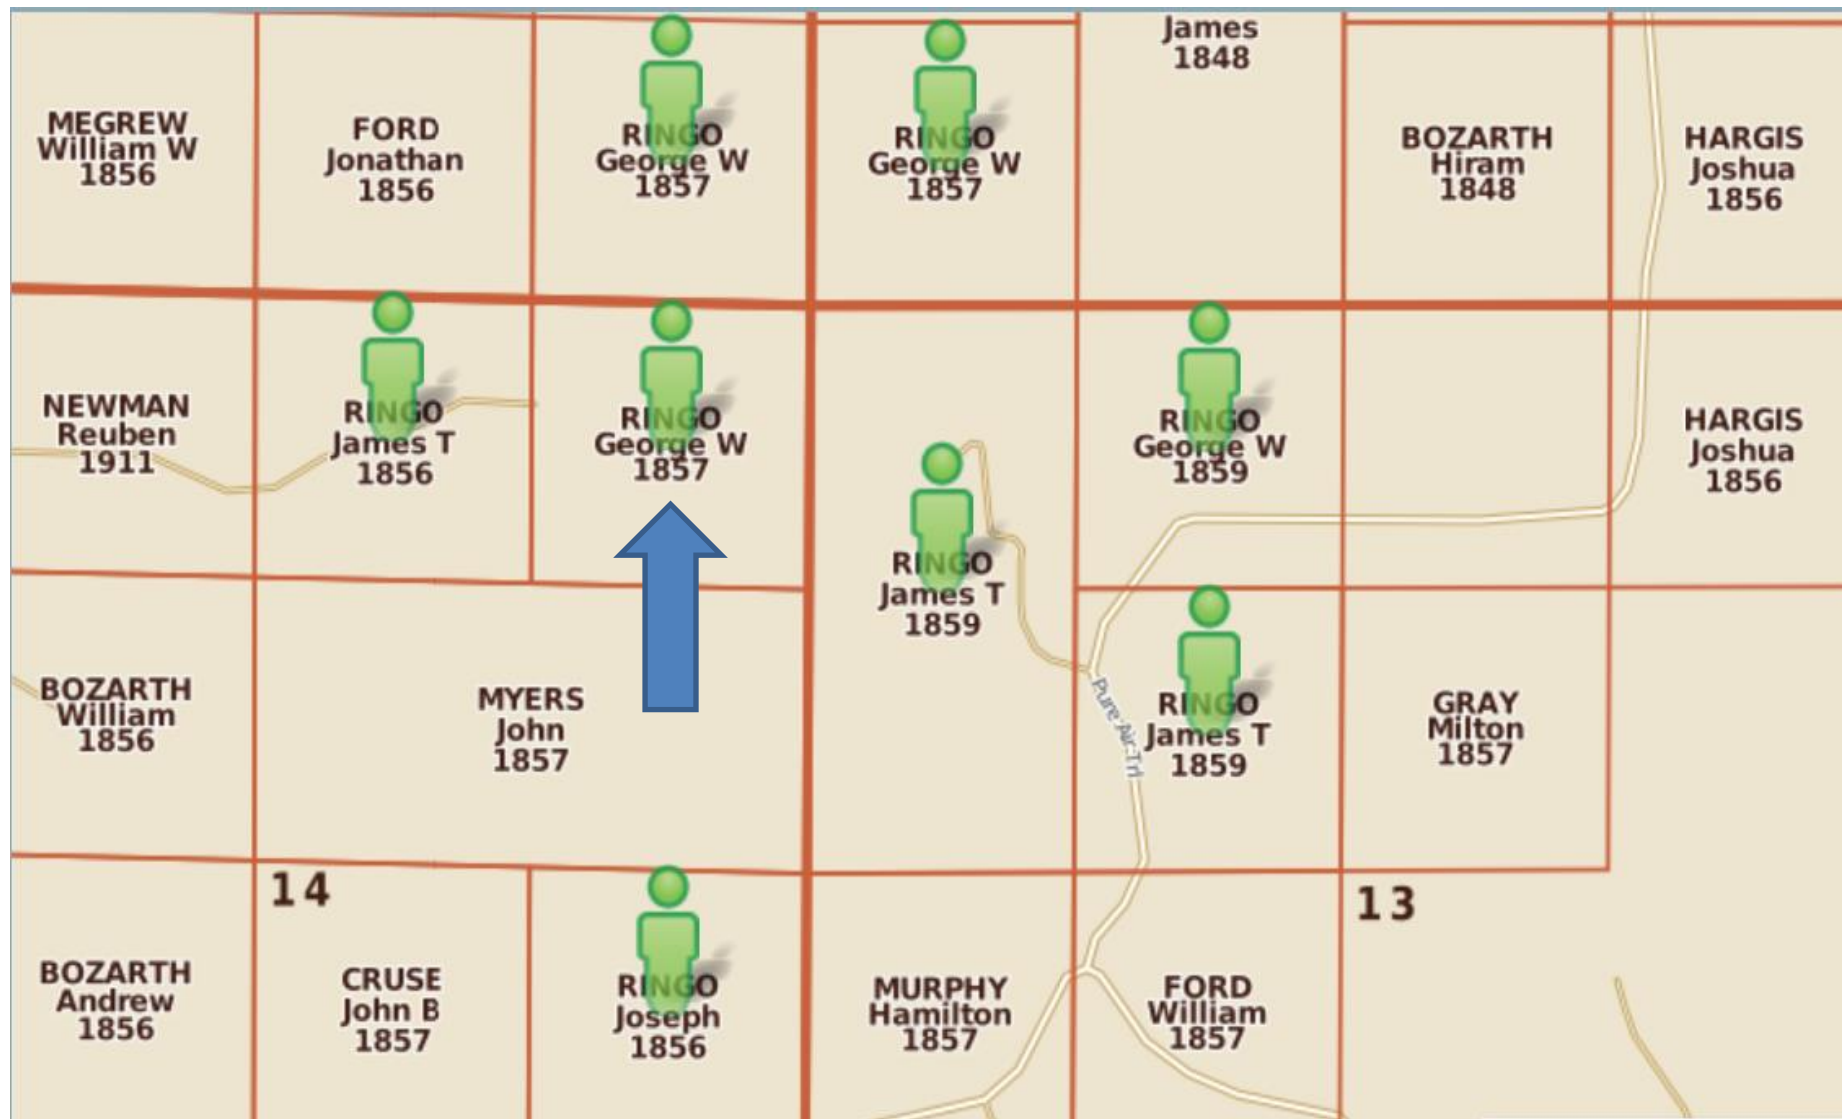 James
1848
MEGREW
William W
1856
FORD
Jonathan
1856
RINGO
George W
1857
RINGO
George W
1857
BOZARTH
Hiram
1848
HARGIS
Joshua
1856
NEWMAN
Reuben
1911
RINGO
James T
1856
RINGO
George W
1857
RINGO
James T
1859
RINGO
George W
1859
HARGIS
Joshua
1856
BOZARTH
William
1856
MYERS
John
1857
Pure Air Trl
RINGO
James T
1859
GRAY
Milton
1857
14
13
BOZARTH
Andrew
1856
CRUSE
John B
1857
RINGO
Joseph
1856
MURPHY
Hamilton
1857
FORD
William
1857